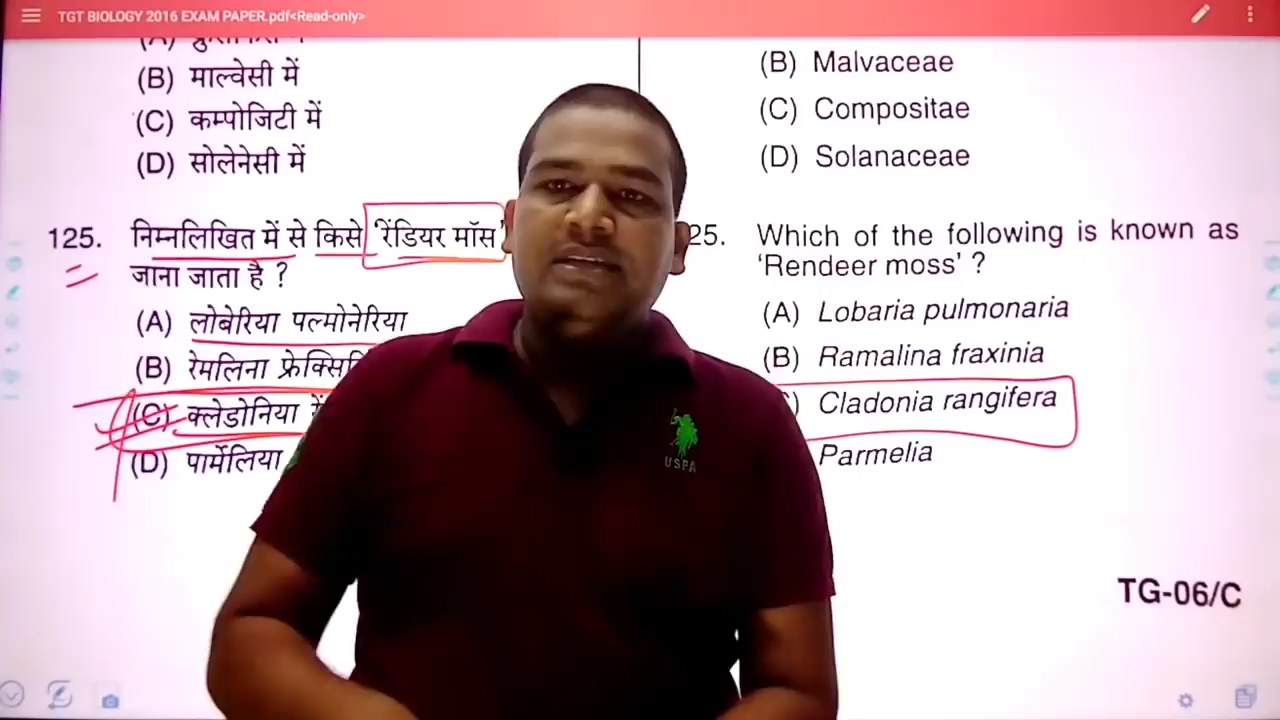 TGT BIOLOGY 2016 EXAM PAPER.pdf<Read-only>
(B) माल्वेसी में
(C) कम्पोजिटी में
(D) सोलेनेसी में
125. निम्नलिखित में से किसे 'रेंडियर मॉस'
जाना जाता है ?
(A) लोबेरिया पल्मोनेरिया
(B) रेमलिना
(C) क्लेडोनिया
(D) पार्मेलिया
(B) Malvaceae
(C) Compositae
(D) Solanaceae
25. Which of the following is known as
'Rendeer moss' ?
(A) Lobaria pulmonaria
(B) Ramalina fraxinia
Cladonia rangifera
Parmelia
TG-06/C
USPA